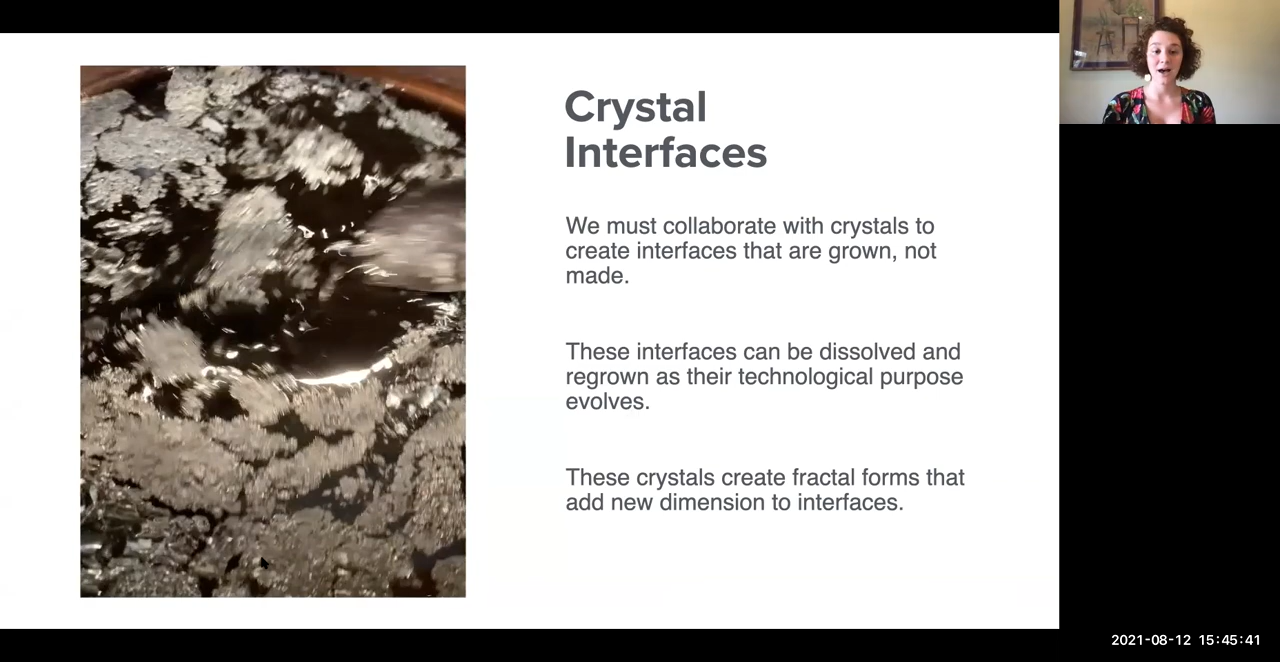 Crystal
Interfaces
We must collaborate with crystals to
create interfaces that are grown, not
made.
These interfaces can be dissolved and
regrown as their technological purpose
evolves.
These crystals create fractal forms that
add new dimension to interfaces.
2021-08-12 15:45:41